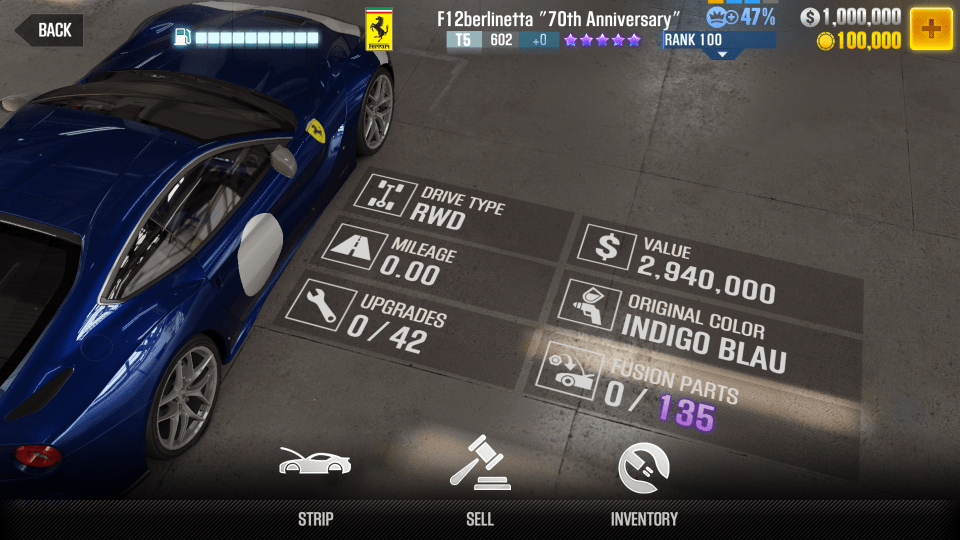 BACK
Ferrari
F12berlinetta "70th Anniversary"
T5 602 +0
47%
RANK 100
$ 1,000,000
100,000
DRIVE TYPE
RWD
MILEAGE
0.00
UPGRADES
0 / 42
$
VALUE
2,940,000
ORIGINAL COLOR
INDIGO BLAU
FUSION PARTS
0 / 135
STRIP
SELL
INVENTORY